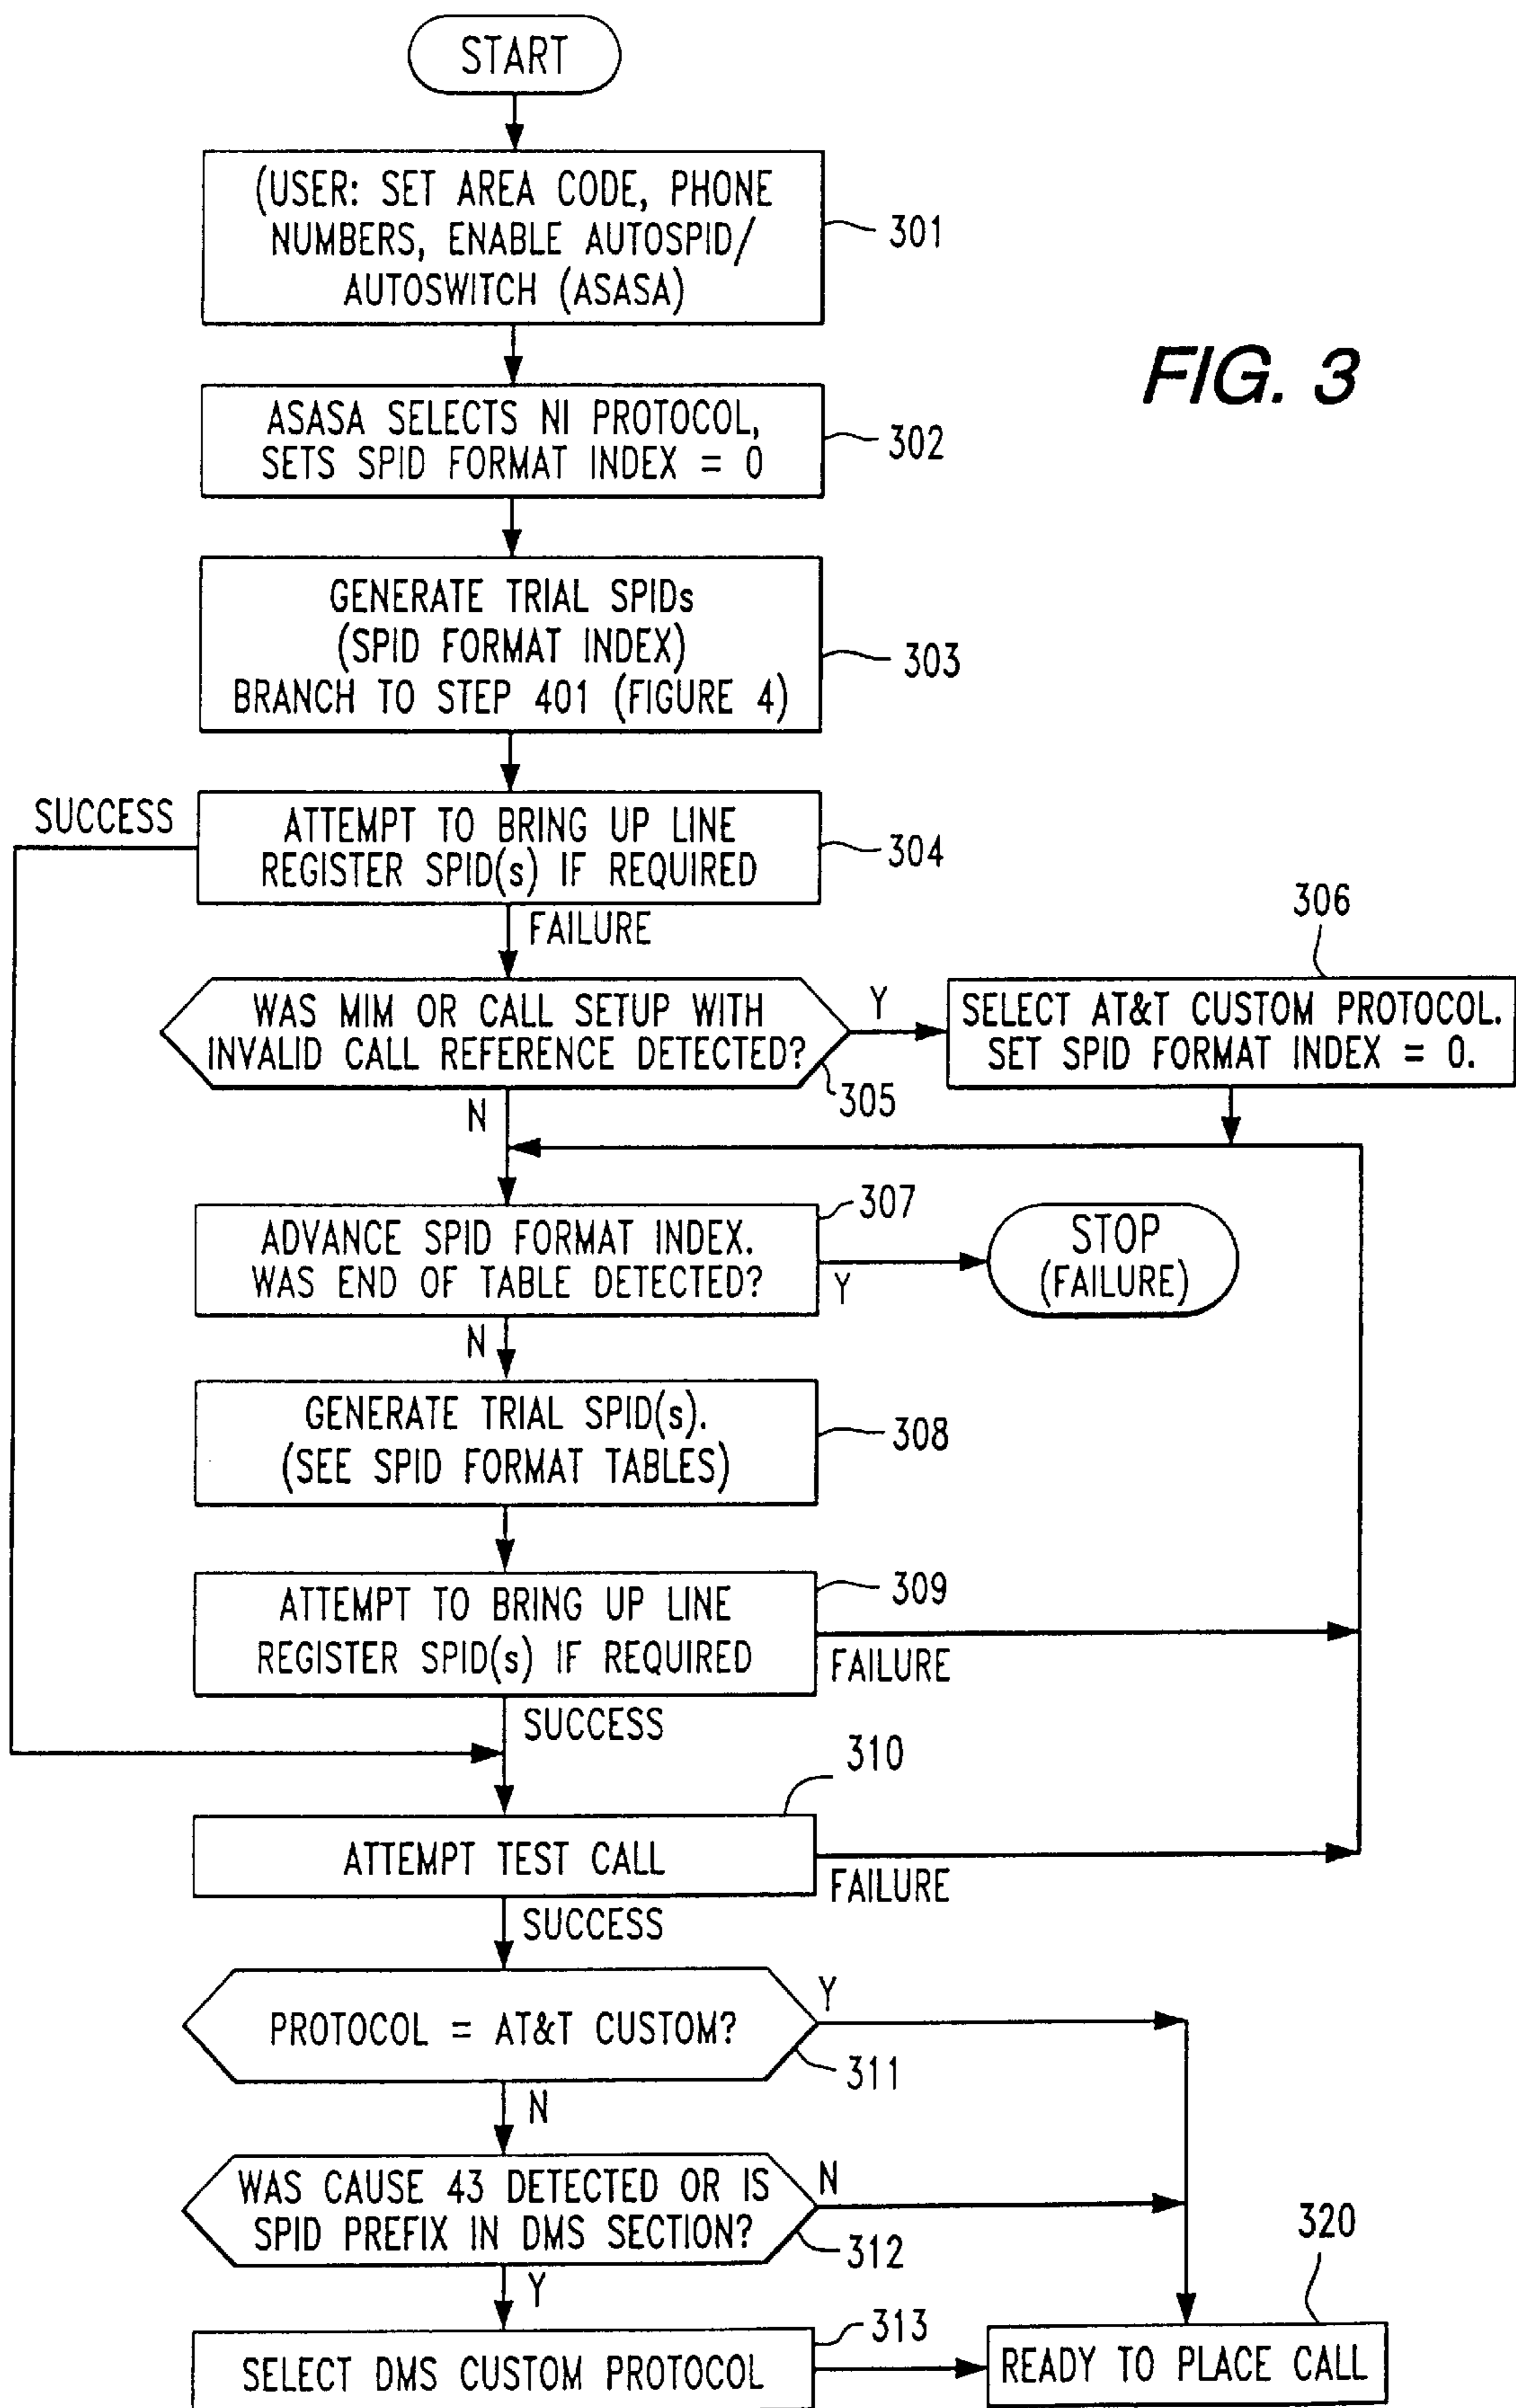 START
(USER: SET AREA CODE, PHONE
NUMBERS, ENABLE AUTOSPID/
AUTOSWITCH (ASASA)
301
FIG. 3
ASASA SELECTS NI PROTOCOL,
SETS SPID FORMAT INDEX = 0
302
GENERATE TRIAL SPIDs
(SPID FORMAT INDEX)
BRANCH TO STEP 401 (FIGURE 4)
303
SUCCESS
ATTEMPT TO BRING UP LINE
REGISTER SPID(s) IF REQUIRED
304
FAILURE
306
WAS MIM OR CALL SETUP WITH
INVALID CALL REFERENCE DETECTED?
305
Y
SELECT AT&T CUSTOM PROTOCOL.
SET SPID FORMAT INDEX = 0.
N
307
ADVANCE SPID FORMAT INDEX.
WAS END OF TABLE DETECTED?
Y
STOP
(FAILURE)
N
GENERATE TRIAL SPID(s).
(SEE SPID FORMAT TABLES)
308
ATTEMPT TO BRING UP LINE
REGISTER SPID(s) IF REQUIRED
309
FAILURE
SUCCESS
310
ATTEMPT TEST CALL
FAILURE
SUCCESS
PROTOCOL = AT&T CUSTOM?
Y
311
N
WAS CAUSE 43 DETECTED OR IS
SPID PREFIX IN DMS SECTION?
N
312
320
Y
313
SELECT DMS CUSTOM PROTOCOL
READY TO PLACE CALL